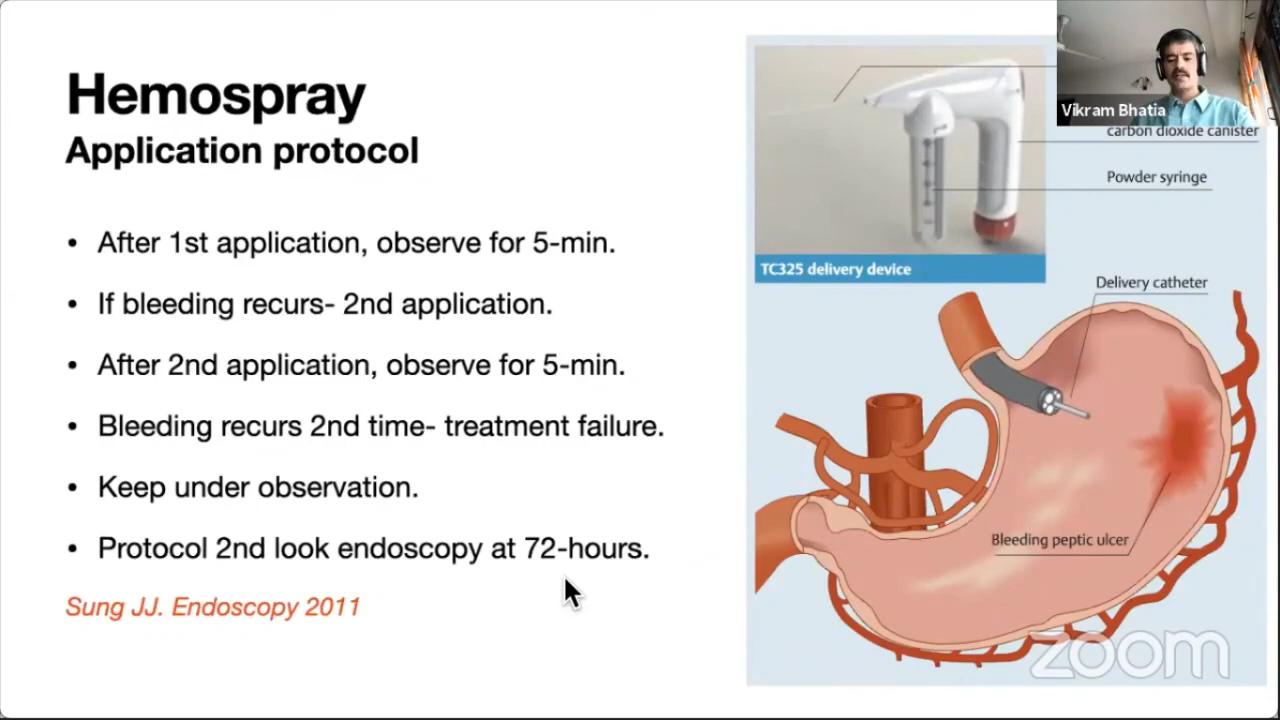 Hemospray
Application protocol
• After 1st application, observe for 5-min.
• If bleeding recurs- 2nd application.
• After 2nd application, observe for 5-min.
• Bleeding recurs 2nd time- treatment failure.
• Keep under observation.
• Protocol 2nd look endoscopy at 72-hours.
Sung JJ. Endoscopy 2011
Vikram Bhatia
carbon dioxide canister
Powder syringe
TC325 delivery device
Delivery catheter
Bleeding peptic ulcer
zoom